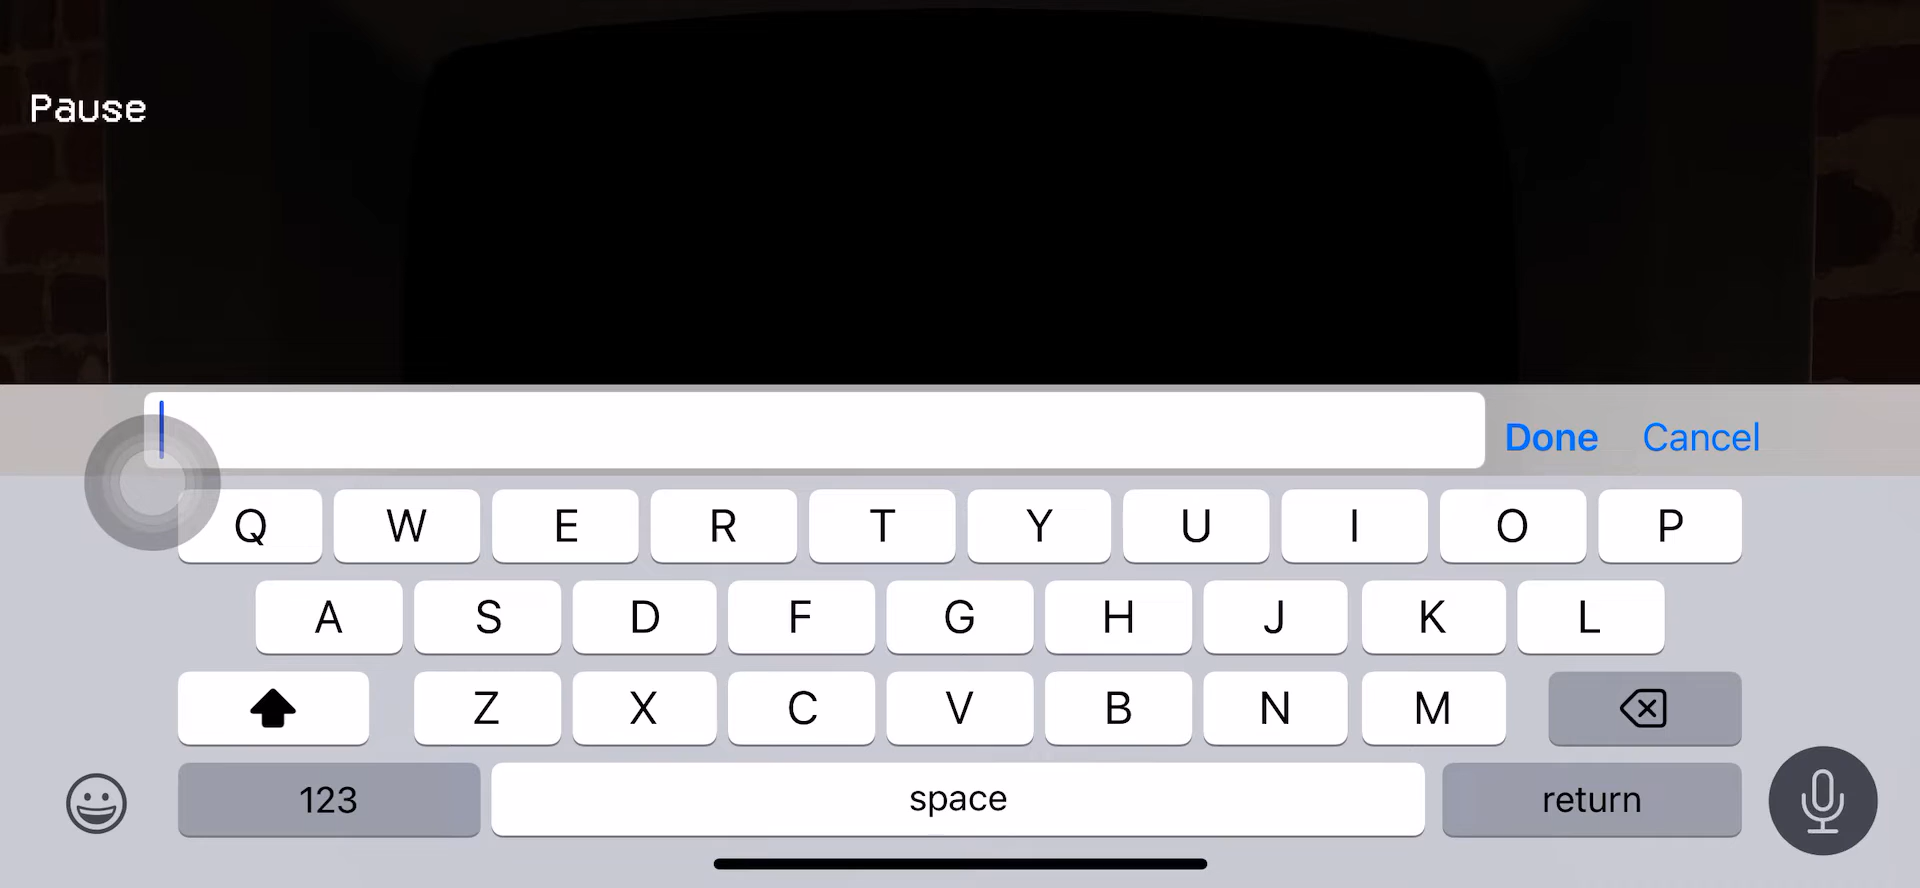 Pause
Done Cancel
Q W E R T Y U I O P
A S D F G H J K L
Z X C V B N M
123 space return